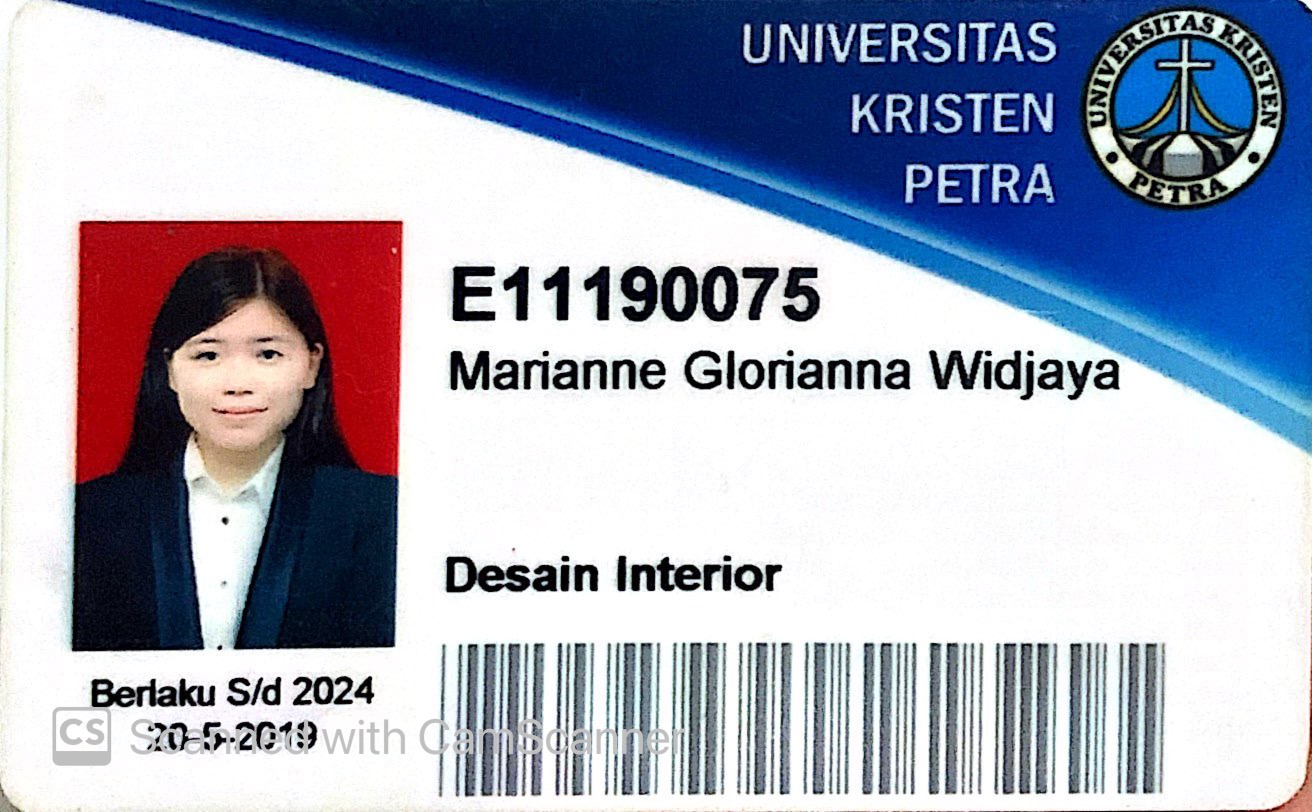 UNIVERSITAS
KRISTEN
PETRA
UNIVERSITAS KRISTEN
PETRA
E11190075
Marianne Glorianna Widjaya
Desain Interior
Berlaku S/d 2024
20-5-2019
CS Scanned with CamScanner